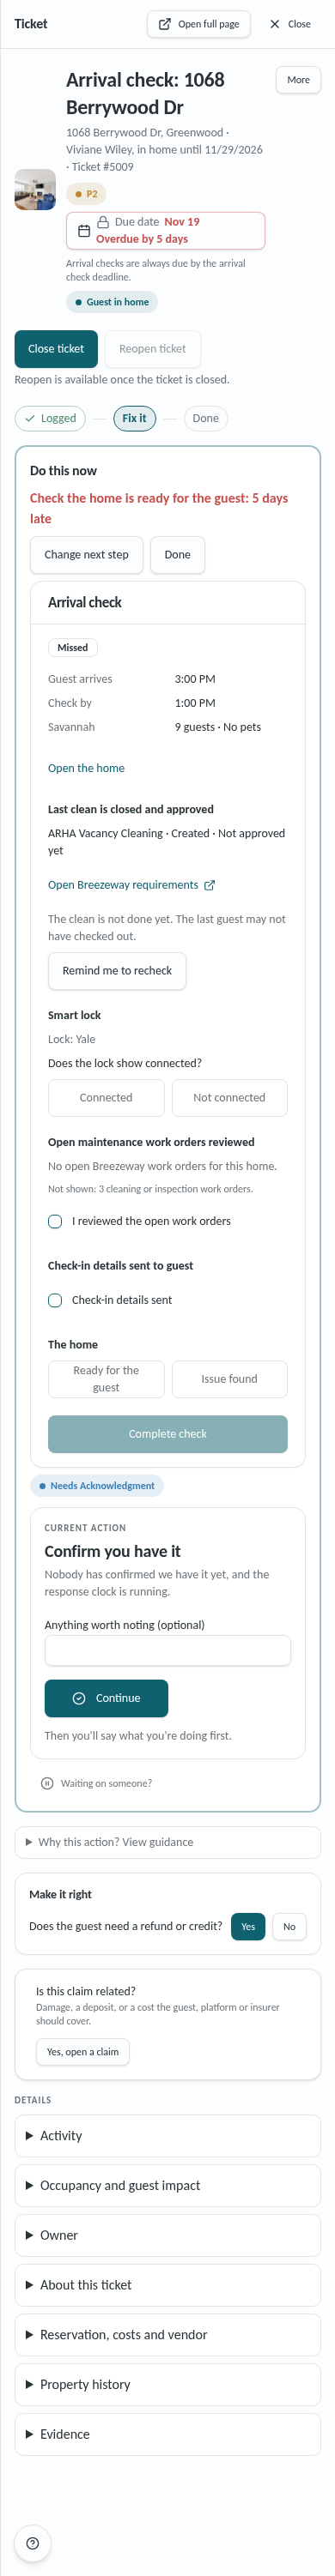 Ticket
Open full page
Close
Arrival check: 1068
Berrywood Dr
More
1068 Berrywood Dr, Greenwood ·
Viviane Wiley, in home until 11/29/2026
· Ticket #5009
P2
Due date Nov 19
Overdue by 5 days
Arrival checks are always due by the arrival
check deadline.
Guest in home
Close ticket
Reopen ticket
Reopen is available once the ticket is closed.
Logged
Fix it
Done
Do this now
Check the home is ready for the guest: 5 days
late
Change next step
Done
Arrival check
Missed
Guest arrives 3:00 PM
Check by 1:00 PM
Savannah 9 guests · No pets
Open the home
Last clean is closed and approved
ARHA Vacancy Cleaning · Created · Not approved
yet
Open Breezeway requirements
The clean is not done yet. The last guest may not
have checked out.
Remind me to recheck
Smart lock
Lock: Yale
Does the lock show connected?
Connected
Not connected
Open maintenance work orders reviewed
No open Breezeway work orders for this home.
Not shown: 3 cleaning or inspection work orders.
I reviewed the open work orders
Check-in details sent to guest
Check-in details sent
The home
Ready for the
guest
Issue found
Complete check
Needs Acknowledgment
CURRENT ACTION
Confirm you have it
Nobody has confirmed we have it yet, and the
response clock is running.
Anything worth noting (optional)
Continue
Then you'll say what you're doing first.
Waiting on someone?
Why this action? View guidance
Make it right
Does the guest need a refund or credit?
Yes
No
Is this claim related?
Damage, a deposit, or a cost the guest, platform or insurer
should cover.
Yes, open a claim
DETAILS
Activity
Occupancy and guest impact
Owner
About this ticket
Reservation, costs and vendor
Property history
Evidence